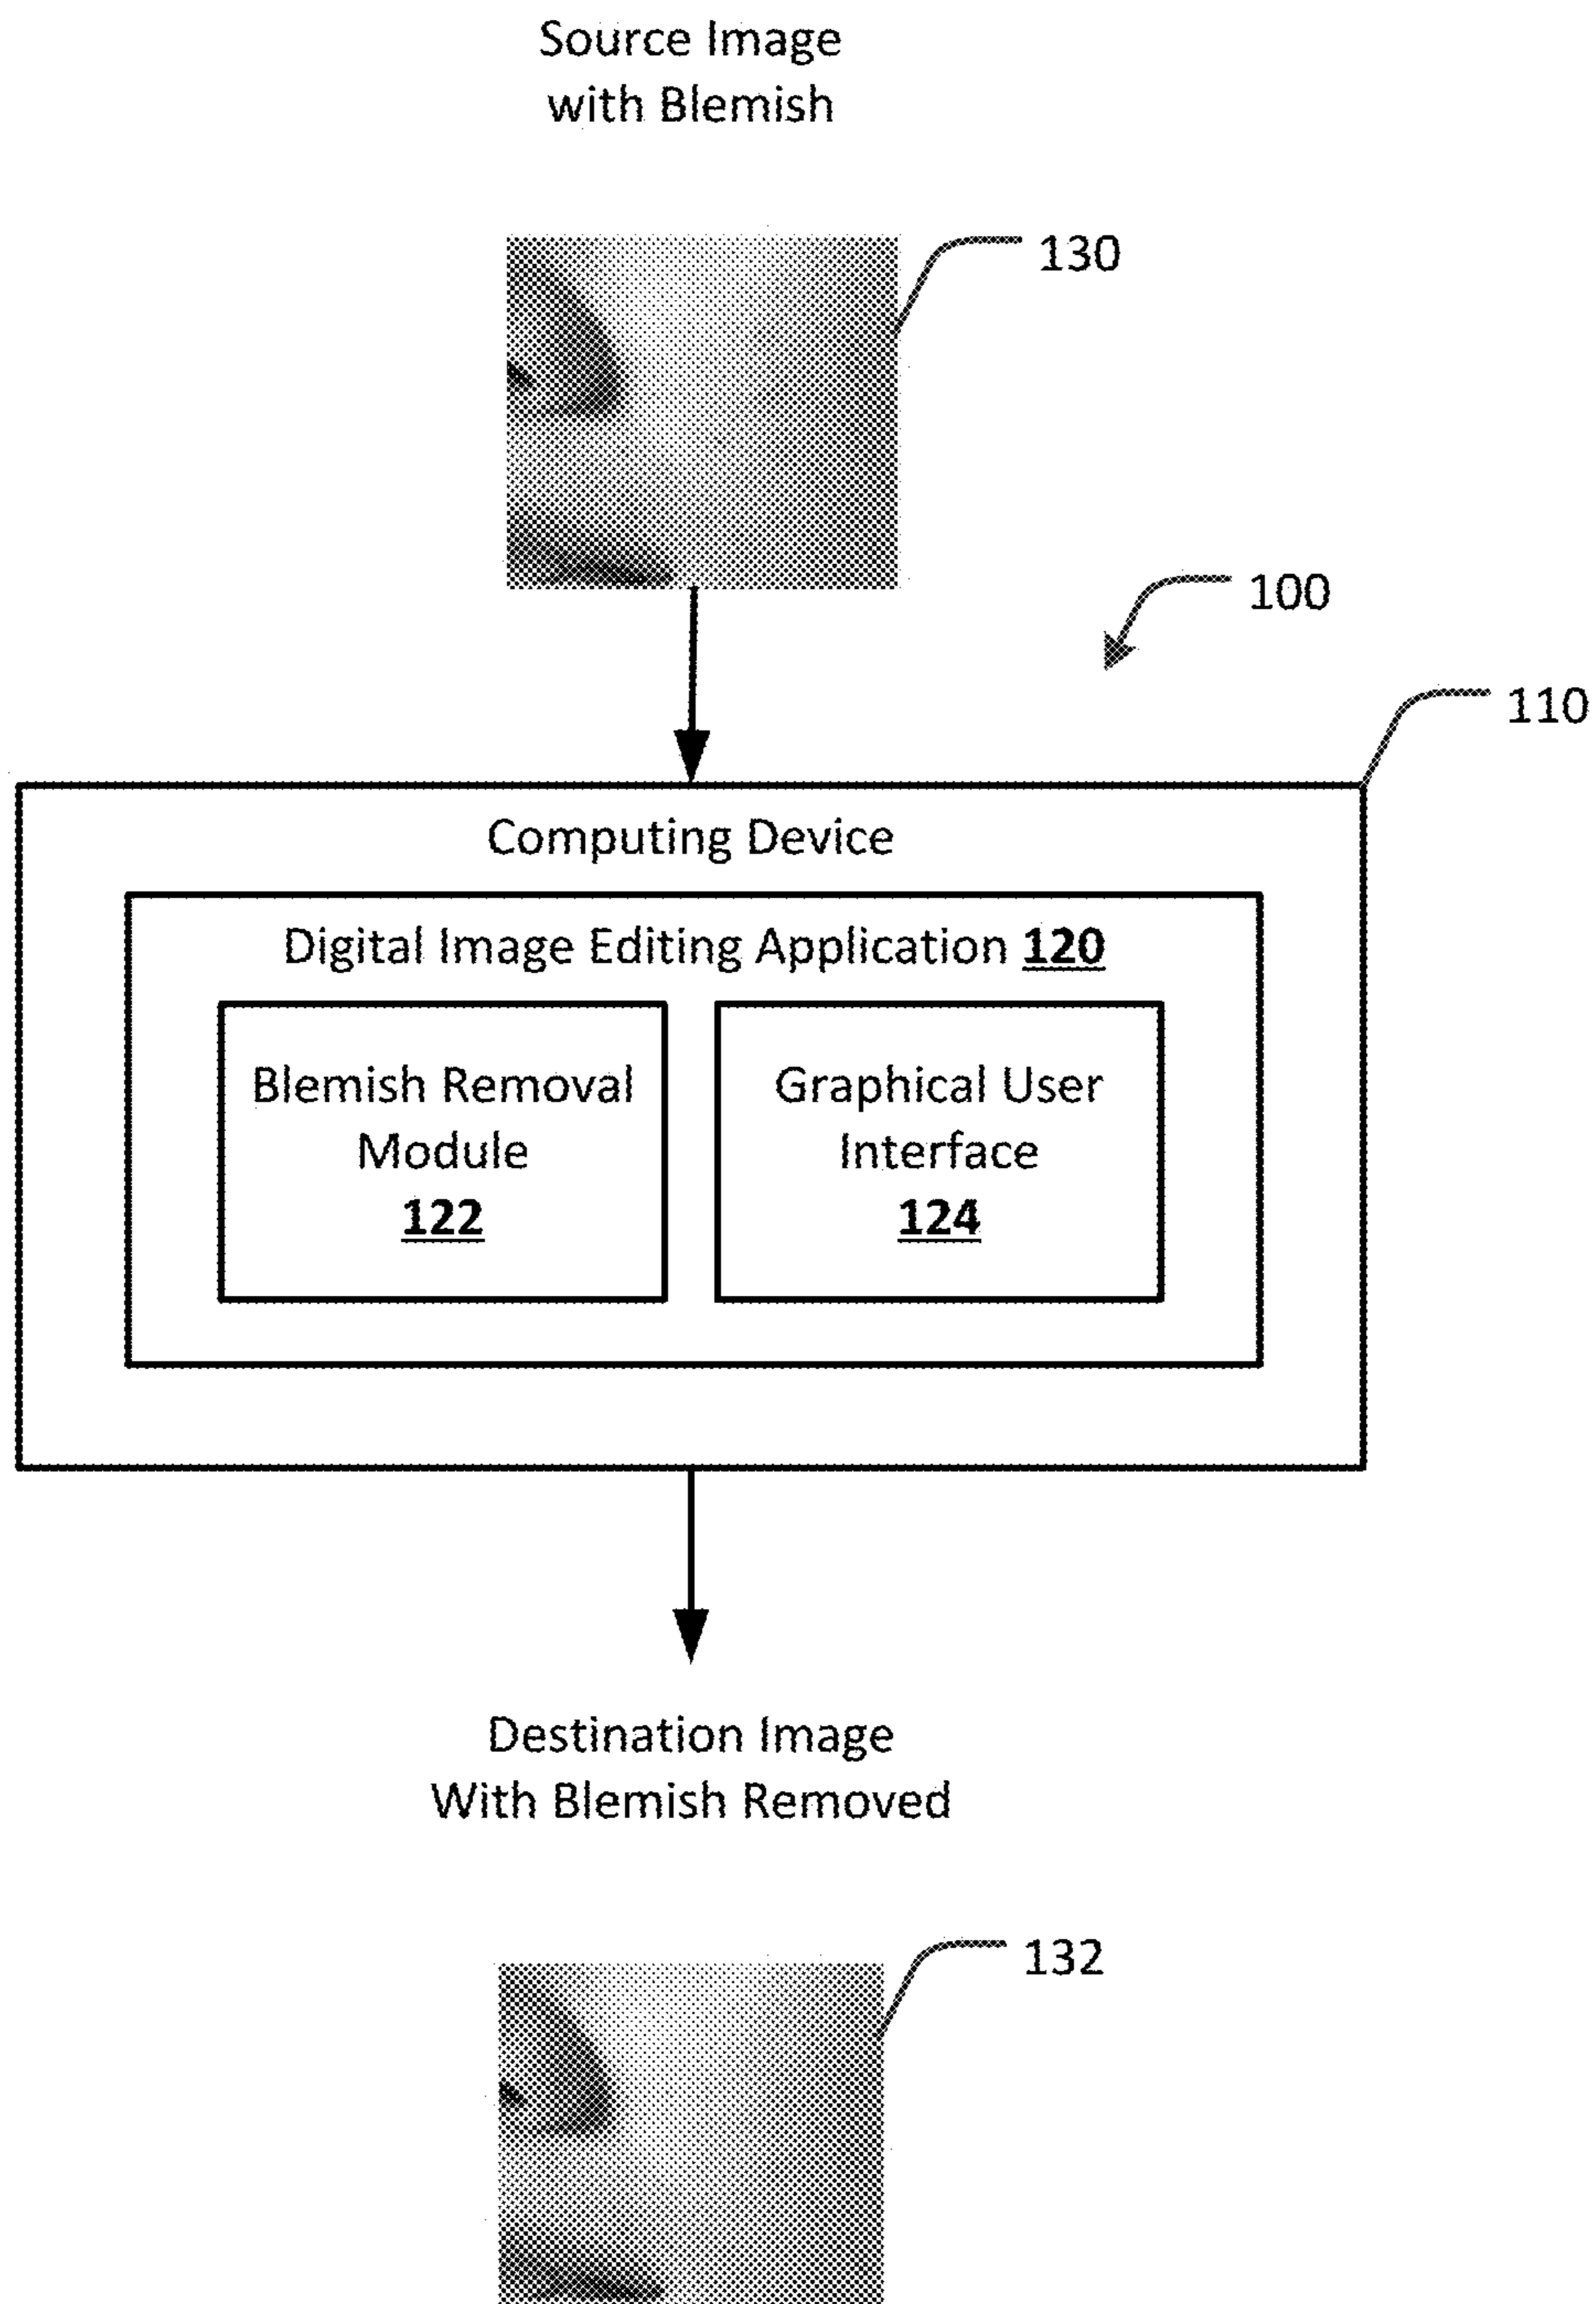 Source Image
with Blemish
130
100
110
Computing Device
Digital Image Editing Application 120
Blemish Removal
Module
122
Graphical User
Interface
124
Destination Image
With Blemish Removed
132